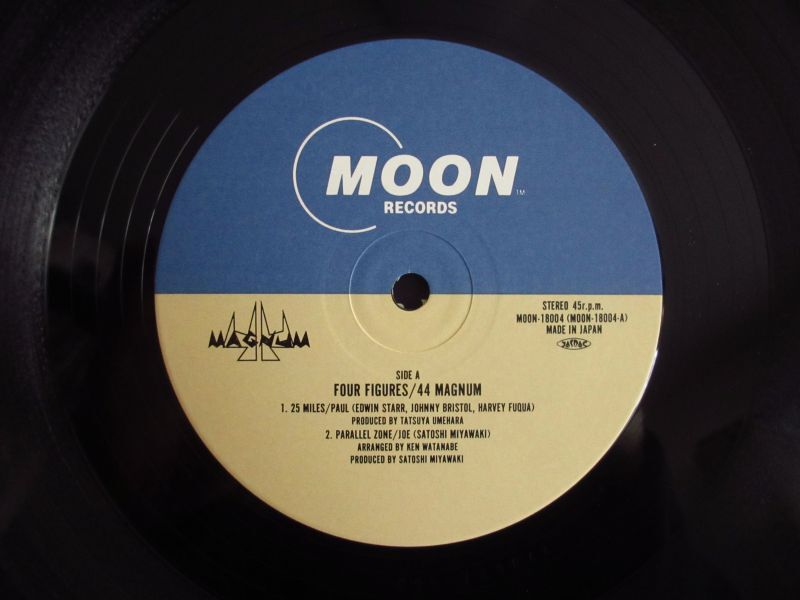 MOON TM
RECORDS
STEREO 45r.p.m.
MOON-18004 (MOON-18004-A)
MADE IN JAPAN
JASRAC
44
MAGNUM
SIDE A
FOUR FIGURES/44 MAGNUM
1. 25 MILES/PAUL (EDWIN STARR, JOHNNY BRISTOL, HARVEY FUQUA)
PRODUCED BY TATSUYA UMEHARA
2. PARALLEL ZONE/JOE (SATOSHI MIYAWAKI)
ARRANGED BY KEN WATANABE
PRODUCED BY SATOSHI MIYAWAKI